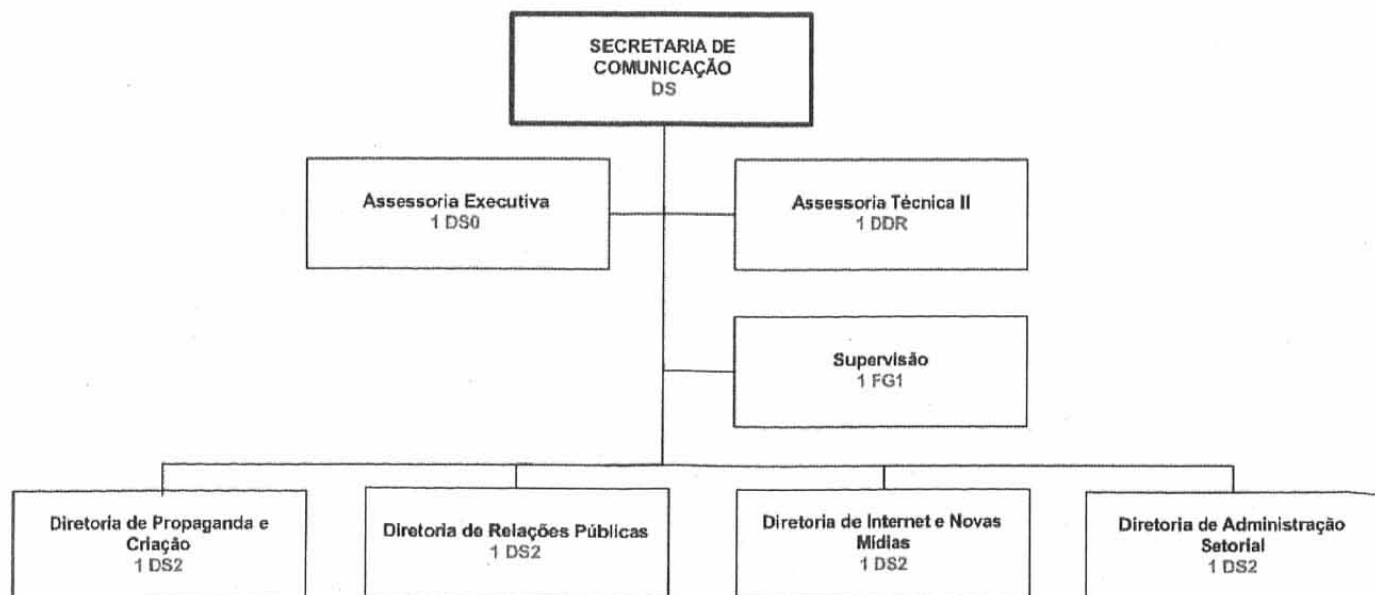 SECRETARIA DE
COMUNICAÇÃO
DS
Assessoria Executiva
1 DS0
Assessoria Técnica II
1 DDR
Supervisão
1 FG1
Diretoria de Propaganda e
Criação
1 DS2
Diretoria de Relações Públicas
1 DS2
Diretoria de Internet e Novas
Mídias
1 DS2
Diretoria de Administração
Setorial
1 DS2